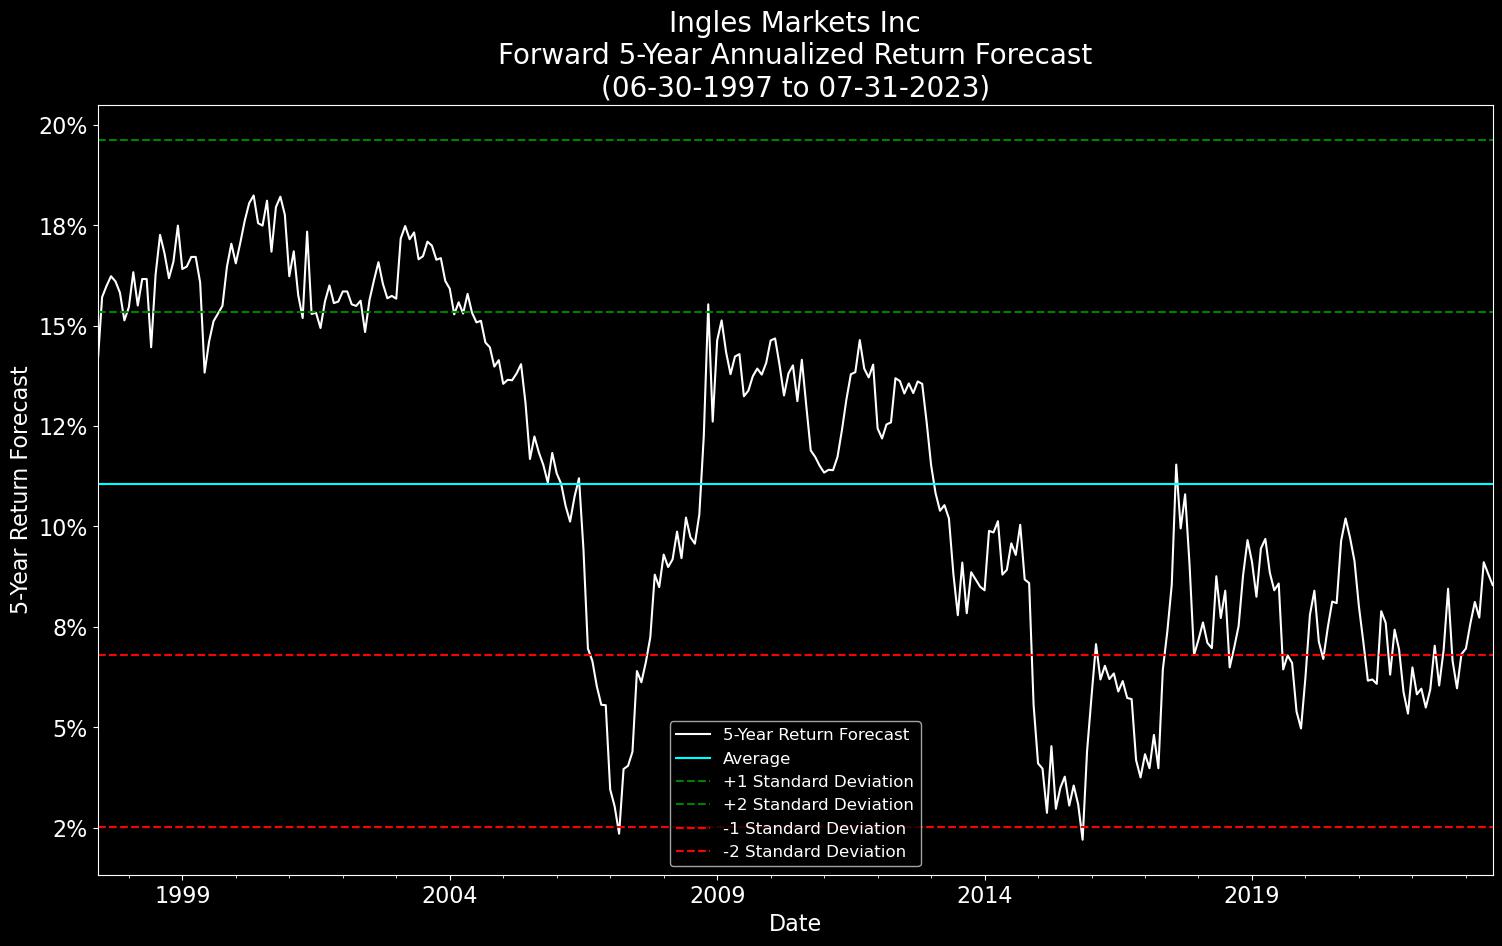 Ingles Markets Inc
Forward 5-Year Annualized Return Forecast
(06-30-1997 to 07-31-2023)
5-Year Return Forecast
20%
18%
15%
12%
10%
8%
5%
2%
5-Year Return Forecast
Average
+1 Standard Deviation
+2 Standard Deviation
-1 Standard Deviation
-2 Standard Deviation
1999 2004 2009 2014 2019
Date